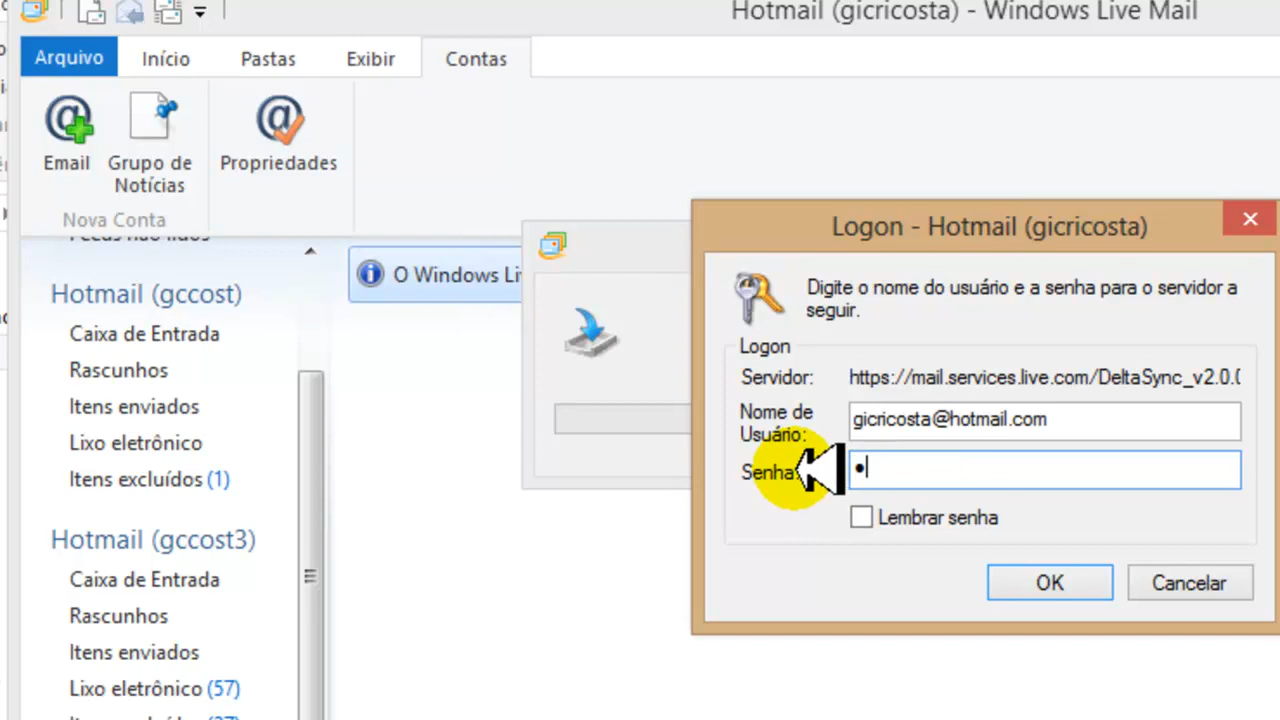 Hotmail (gicricosta) - Windows Live Mail
Arquivo Início Pastas Exibir Contas
Email Grupo de Notícias Propriedades
Nova Conta
Hotmail (gccost)
Caixa de Entrada
Rascunhos
Itens enviados
Lixo eletrônico
Itens excluídos (1)
Hotmail (gccost3)
Caixa de Entrada
Rascunhos
Itens enviados
Lixo eletrônico (57)
O Windows Li
Logon - Hotmail (gicricosta)
Digite o nome do usuário e a senha para o servidor a
seguir.
Logon
Servidor: https://mail.services.live.com/DeltaSync_v2.0.0
Nome de
Usuário:
gicricosta@hotmail.com
Senha:
Lembrar senha
OK Cancelar